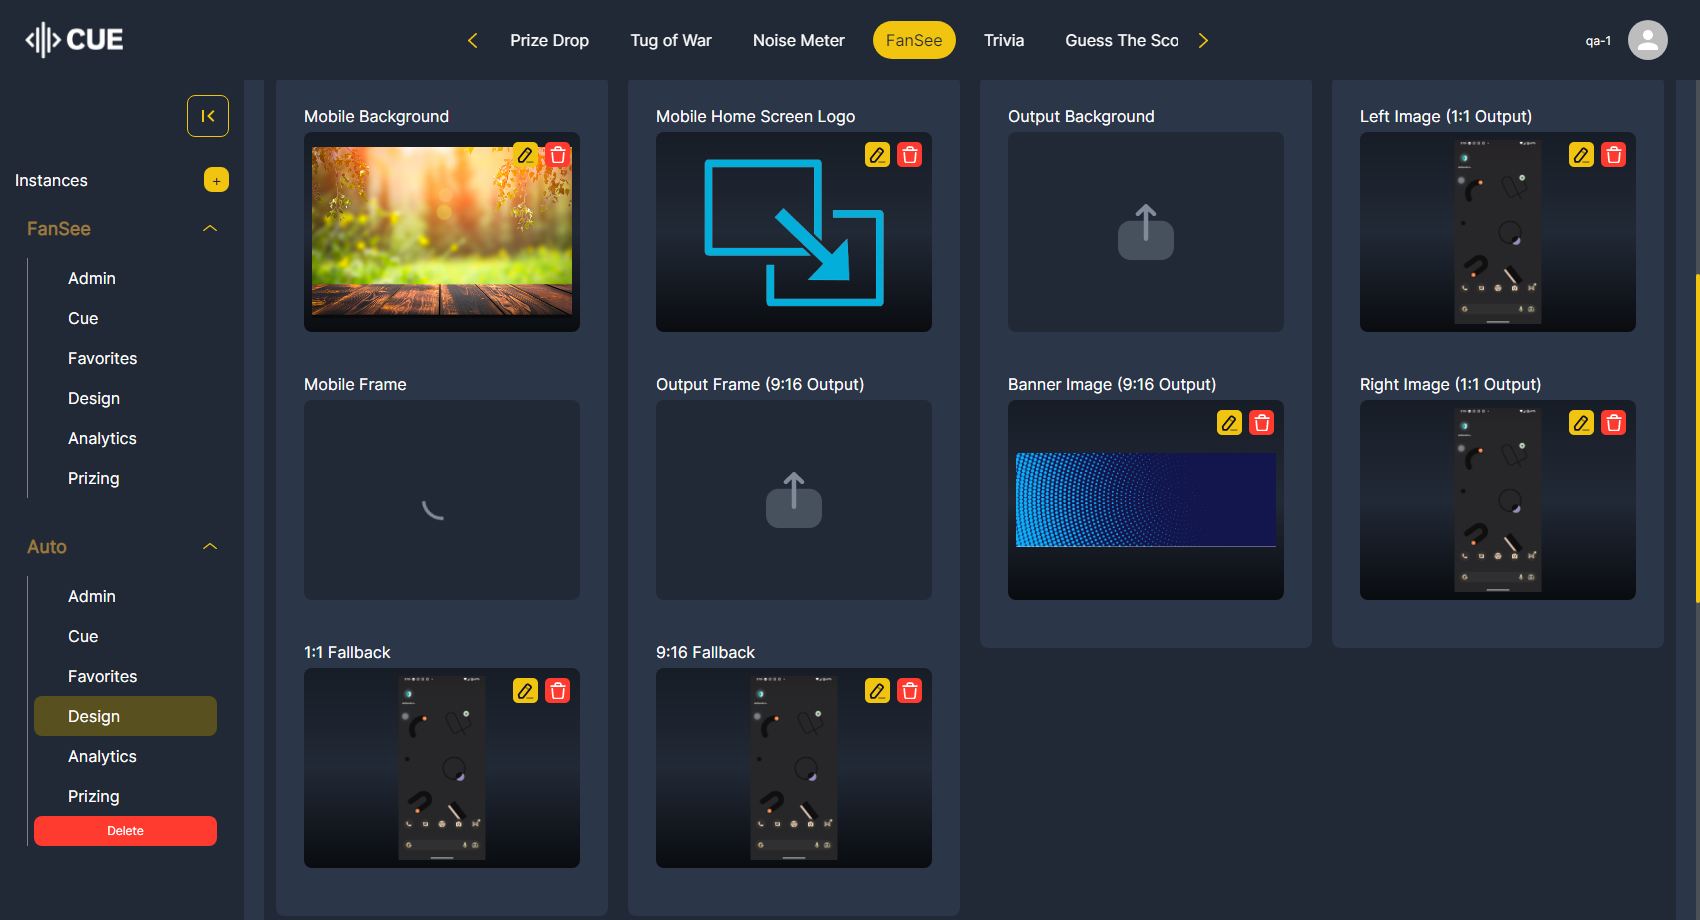 CUE
Prize Drop
Tug of War
Noise Meter
FanSee
Trivia
Guess The Sco
qa-1
Instances
+
FanSee
Admin
Cue
Favorites
Design
Analytics
Prizing
Auto
Admin
Cue
Favorites
Design
Analytics
Prizing
Delete
Mobile Background
Mobile Home Screen Logo
Output Background
Left Image (1:1 Output)
Mobile Frame
Output Frame (9:16 Output)
Banner Image (9:16 Output)
Right Image (1:1 Output)
1:1 Fallback
9:16 Fallback